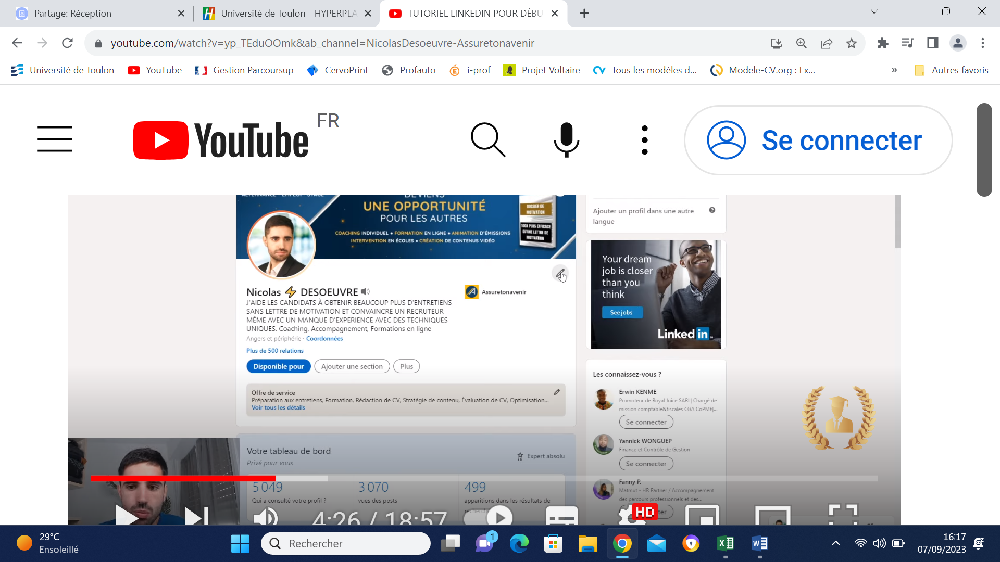 Partage: Réception
Université de Toulon - HYPERPLA
TUTORIEL LINKEDIN POUR DÉBU
youtube.com/watch?v=yp_TEduOOmk&ab_channel=NicolasDesoeuvre-Assuretonavenir
Université de Toulon
YouTube
Gestion Parcoursup
CervoPrint
Profauto
i-prof
Projet Voltaire
Tous les modèles d...
Modele-CV.org : Ex...
»
Autres favoris
YouTube FR
Se connecter
ALTERNANCE - EMPLOI - STAGE
DEVIENS
UNE OPPORTUNITÉ
POUR LES AUTRES
COACHING INDIVIDUEL • FORMATION EN LIGNE • ANIMATION D'ÉMISSIONS
INTERVENTION EN ÉCOLES • CRÉATION DE CONTENUS VIDÉO
DOSSIER DE
MOTIVATION
100X PLUS EFFICACE
QU'UNE LETTRE DE
MOTIVATION
Nicolas ⚡ DESOEUVRE
J'AIDE LES CANDIDATS À OBTENIR BEAUCOUP PLUS D'ENTRETIENS
SANS LETTRE DE MOTIVATION ET CONVAINCRE UN RECRUTEUR
MÊME AVEC UN MANQUE D'EXPERIENCE AVEC DES TECHNIQUES
UNIQUES. Coaching, Accompagnement, Formations en ligne
Angers et périphérie · Coordonnées
Plus de 500 relations
Disponible pour
Ajouter une section
Plus
Assuretonavenir
Offre de service
Préparation aux entretiens, Formation, Rédaction de CV, Stratégie de contenu, Évaluation de CV, Optimisation...
Voir tous les détails
Votre tableau de bord
Privé pour vous
Expert absolu
5 049
Qui a consulté votre profil ?
3 070
vues des posts
499
apparitions dans les résultats de
recherche
Ajouter un profil dans une autre
langue
Your dream
job is closer
than you
think
See jobs
Linked in
Les connaissez-vous ?
Erwin KENME
Promoteur de Royal Juice SARL| Chargé de
mission comptable&fiscales CGA CoPME|...
Se connecter
Yannick WONGUEP
Finance et Contrôle de Gestion
Se connecter
Fanny P.
Matmut - HR Partner / Accompagnement
des parcours professionnels et des...
4:26 / 18:57
HD
29°C
Ensoleillé
Rechercher
1
16:17
07/09/2023